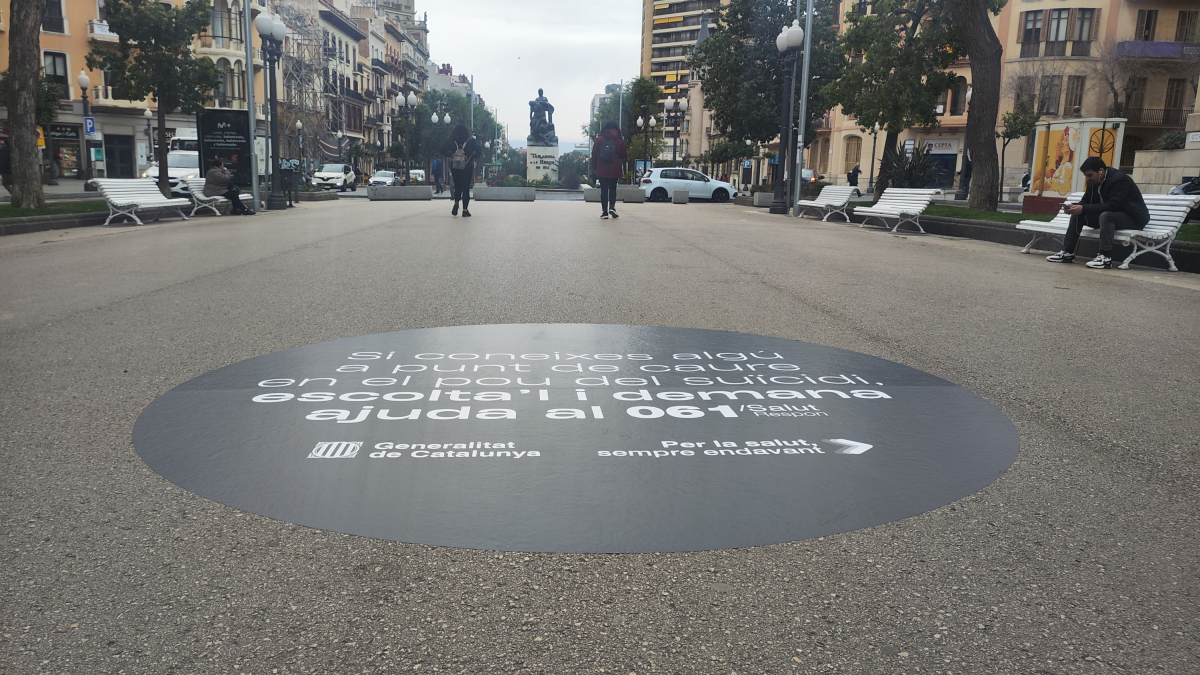 Si coneixes algú
a punt de caure
en el pou del suïcidi,
escolta'l i demana
ajuda al 061/Salut
Respon
Generalitat
de Catalunya
Per la salut,
sempre endavant
M+
P
CEPTA